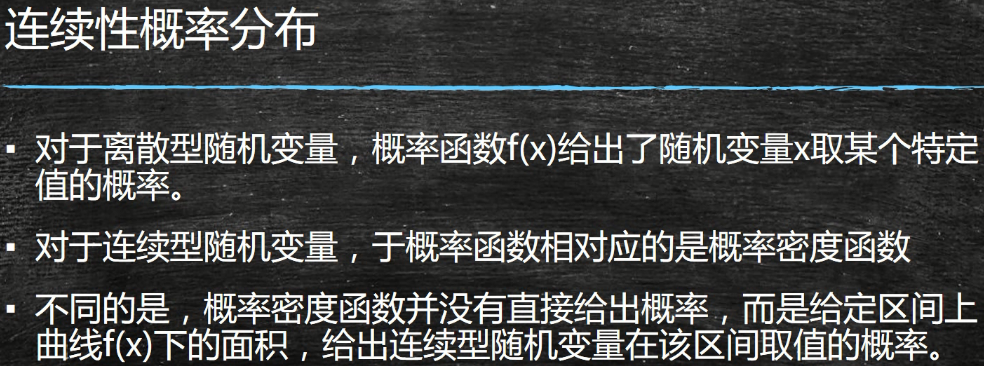 连续性概率分布
▪ 对于离散型随机变量，概率函数f(x)给出了随机变量x取某个特定
值的概率。
▪ 对于连续型随机变量，于概率函数相对应的是概率密度函数
▪ 不同的是，概率密度函数并没有直接给出概率，而是给定区间上
曲线f(x)下的面积，给出连续型随机变量在该区间取值的概率。